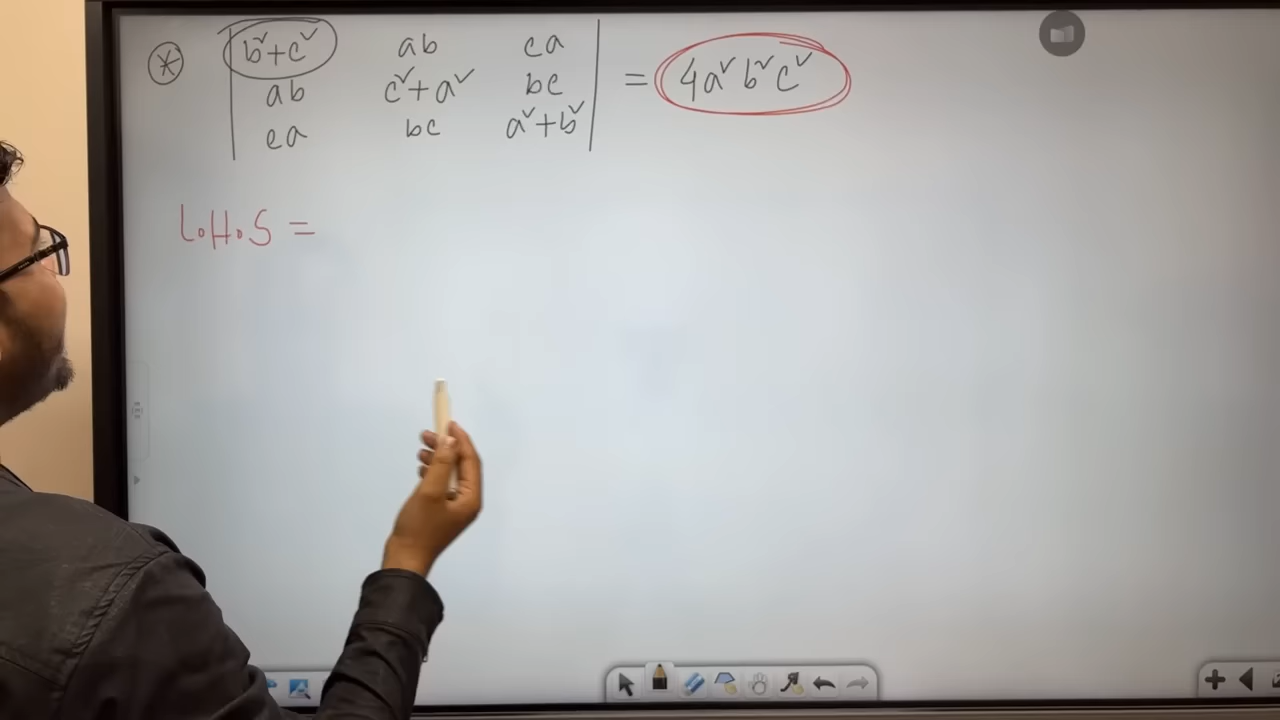 ⊛ | b²+c² ab ca | = 4a²b²c²
| ab c²+a² bc |
| ca bc a²+b² |
L.H.S =